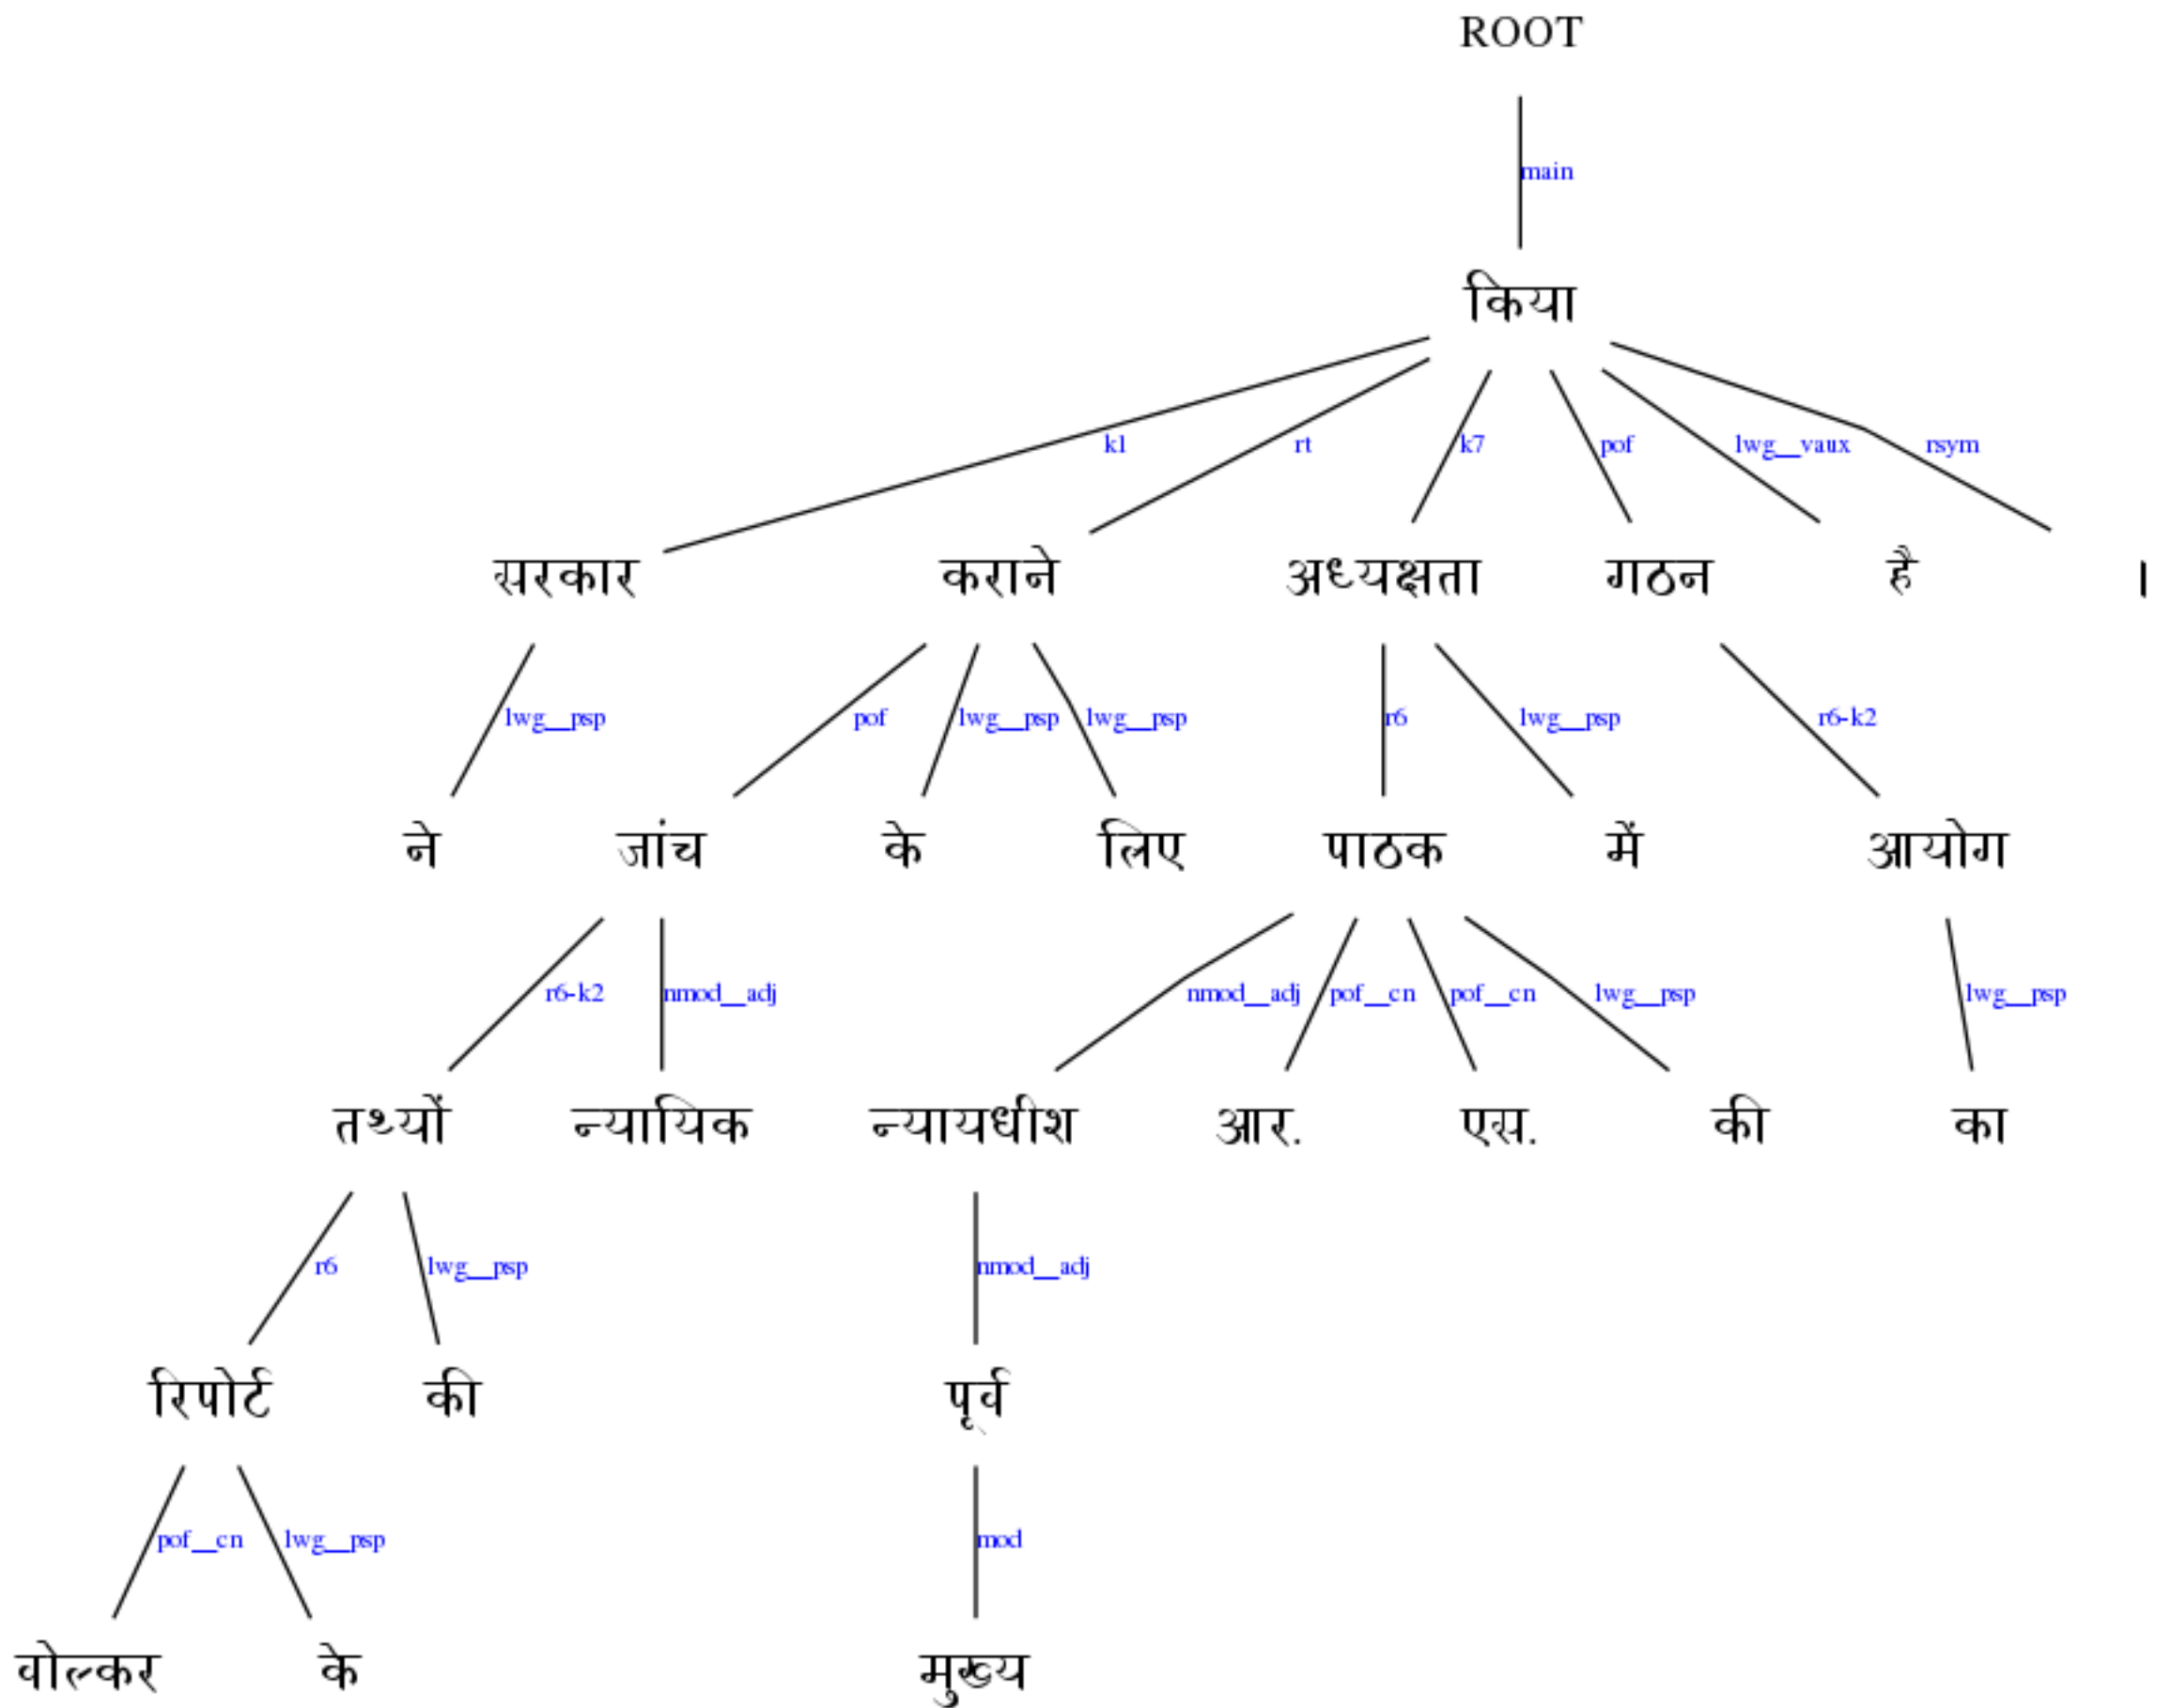 ROOT
main
किया
k1 rt k7 pof lwg__vaux rsym
सरकार कराने अध्यक्षता गठन है ।
lwg__psp pof lwg__psp lwg__psp r6 lwg__psp r6-k2
ने जांच के लिए पाठक में आयोग
r6-k2 nmod__adj nmod__adj pof__cn pof__cn lwg__psp lwg__psp
तथ्यों न्यायिक न्यायधीश आर. एस. की का
r6 lwg__psp nmod__adj
रिपोर्ट की पूर्व
pof__cn lwg__psp mod
वोल्कर के मुख्य